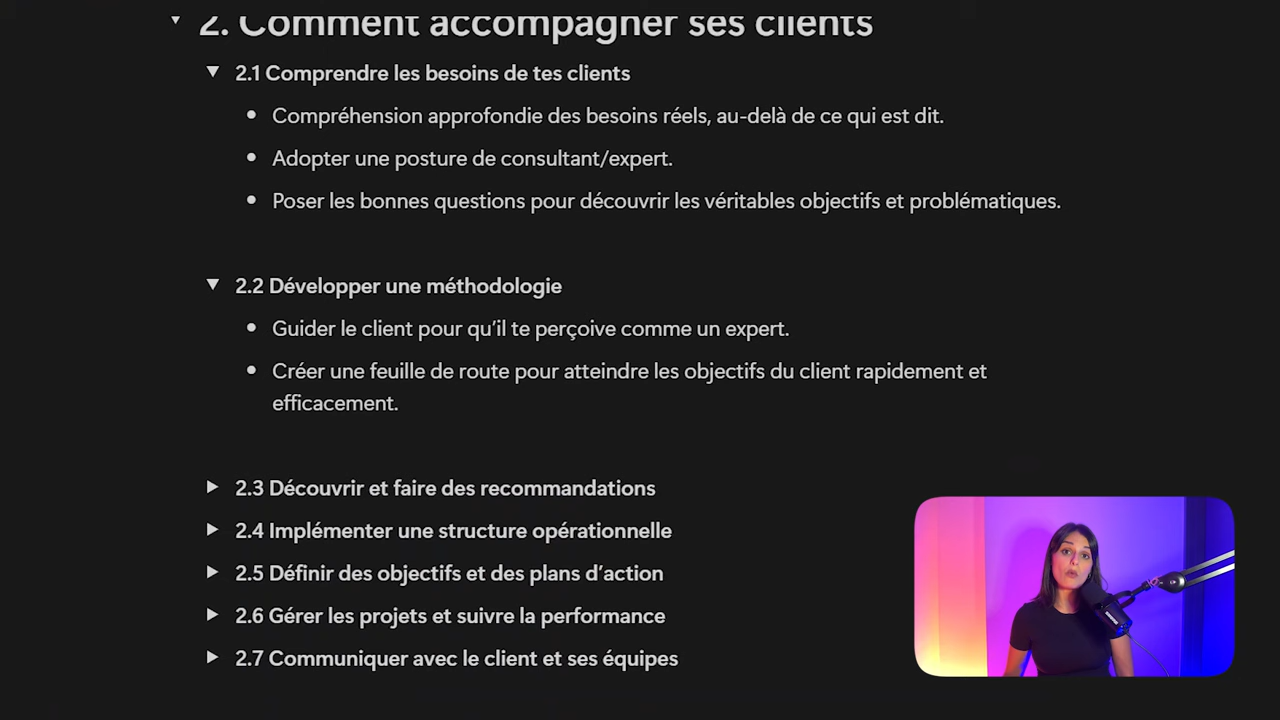 2. Comment accompagner ses clients
2.1 Comprendre les besoins de tes clients
Compréhension approfondie des besoins réels, au-delà de ce qui est dit.
Adopter une posture de consultant/expert.
Poser les bonnes questions pour découvrir les véritables objectifs et problématiques.
2.2 Développer une méthodologie
Guider le client pour qu'il te perçoive comme un expert.
Créer une feuille de route pour atteindre les objectifs du client rapidement et
efficacement.
2.3 Découvrir et faire des recommandations
2.4 Implémenter une structure opérationnelle
2.5 Définir des objectifs et des plans d'action
2.6 Gérer les projets et suivre la performance
2.7 Communiquer avec le client et ses équipes